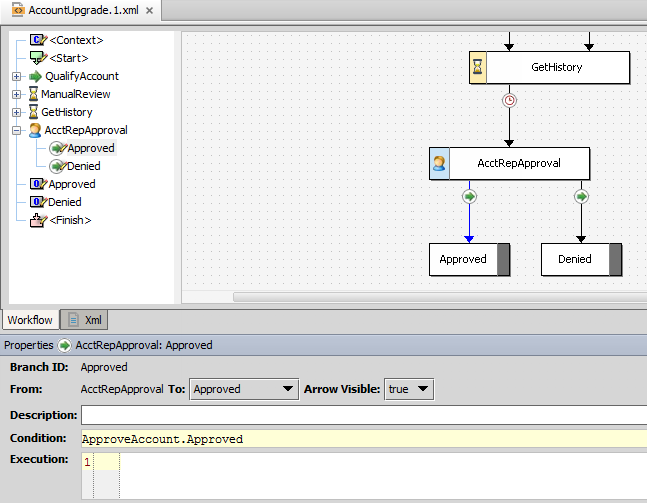 AccountUpgrade.1.xml
<Context>
<Start>
QualifyAccount
ManualReview
GetHistory
AcctRepApproval
Approved
Denied
Approved
Denied
<Finish>
GetHistory
AcctRepApproval
Approved
Denied
Workflow Xml
Properties AcctRepApproval: Approved
Branch ID: Approved
From: AcctRepApproval To: Approved Arrow Visible: true
Description:
Condition: ApproveAccount.Approved
Execution: 1